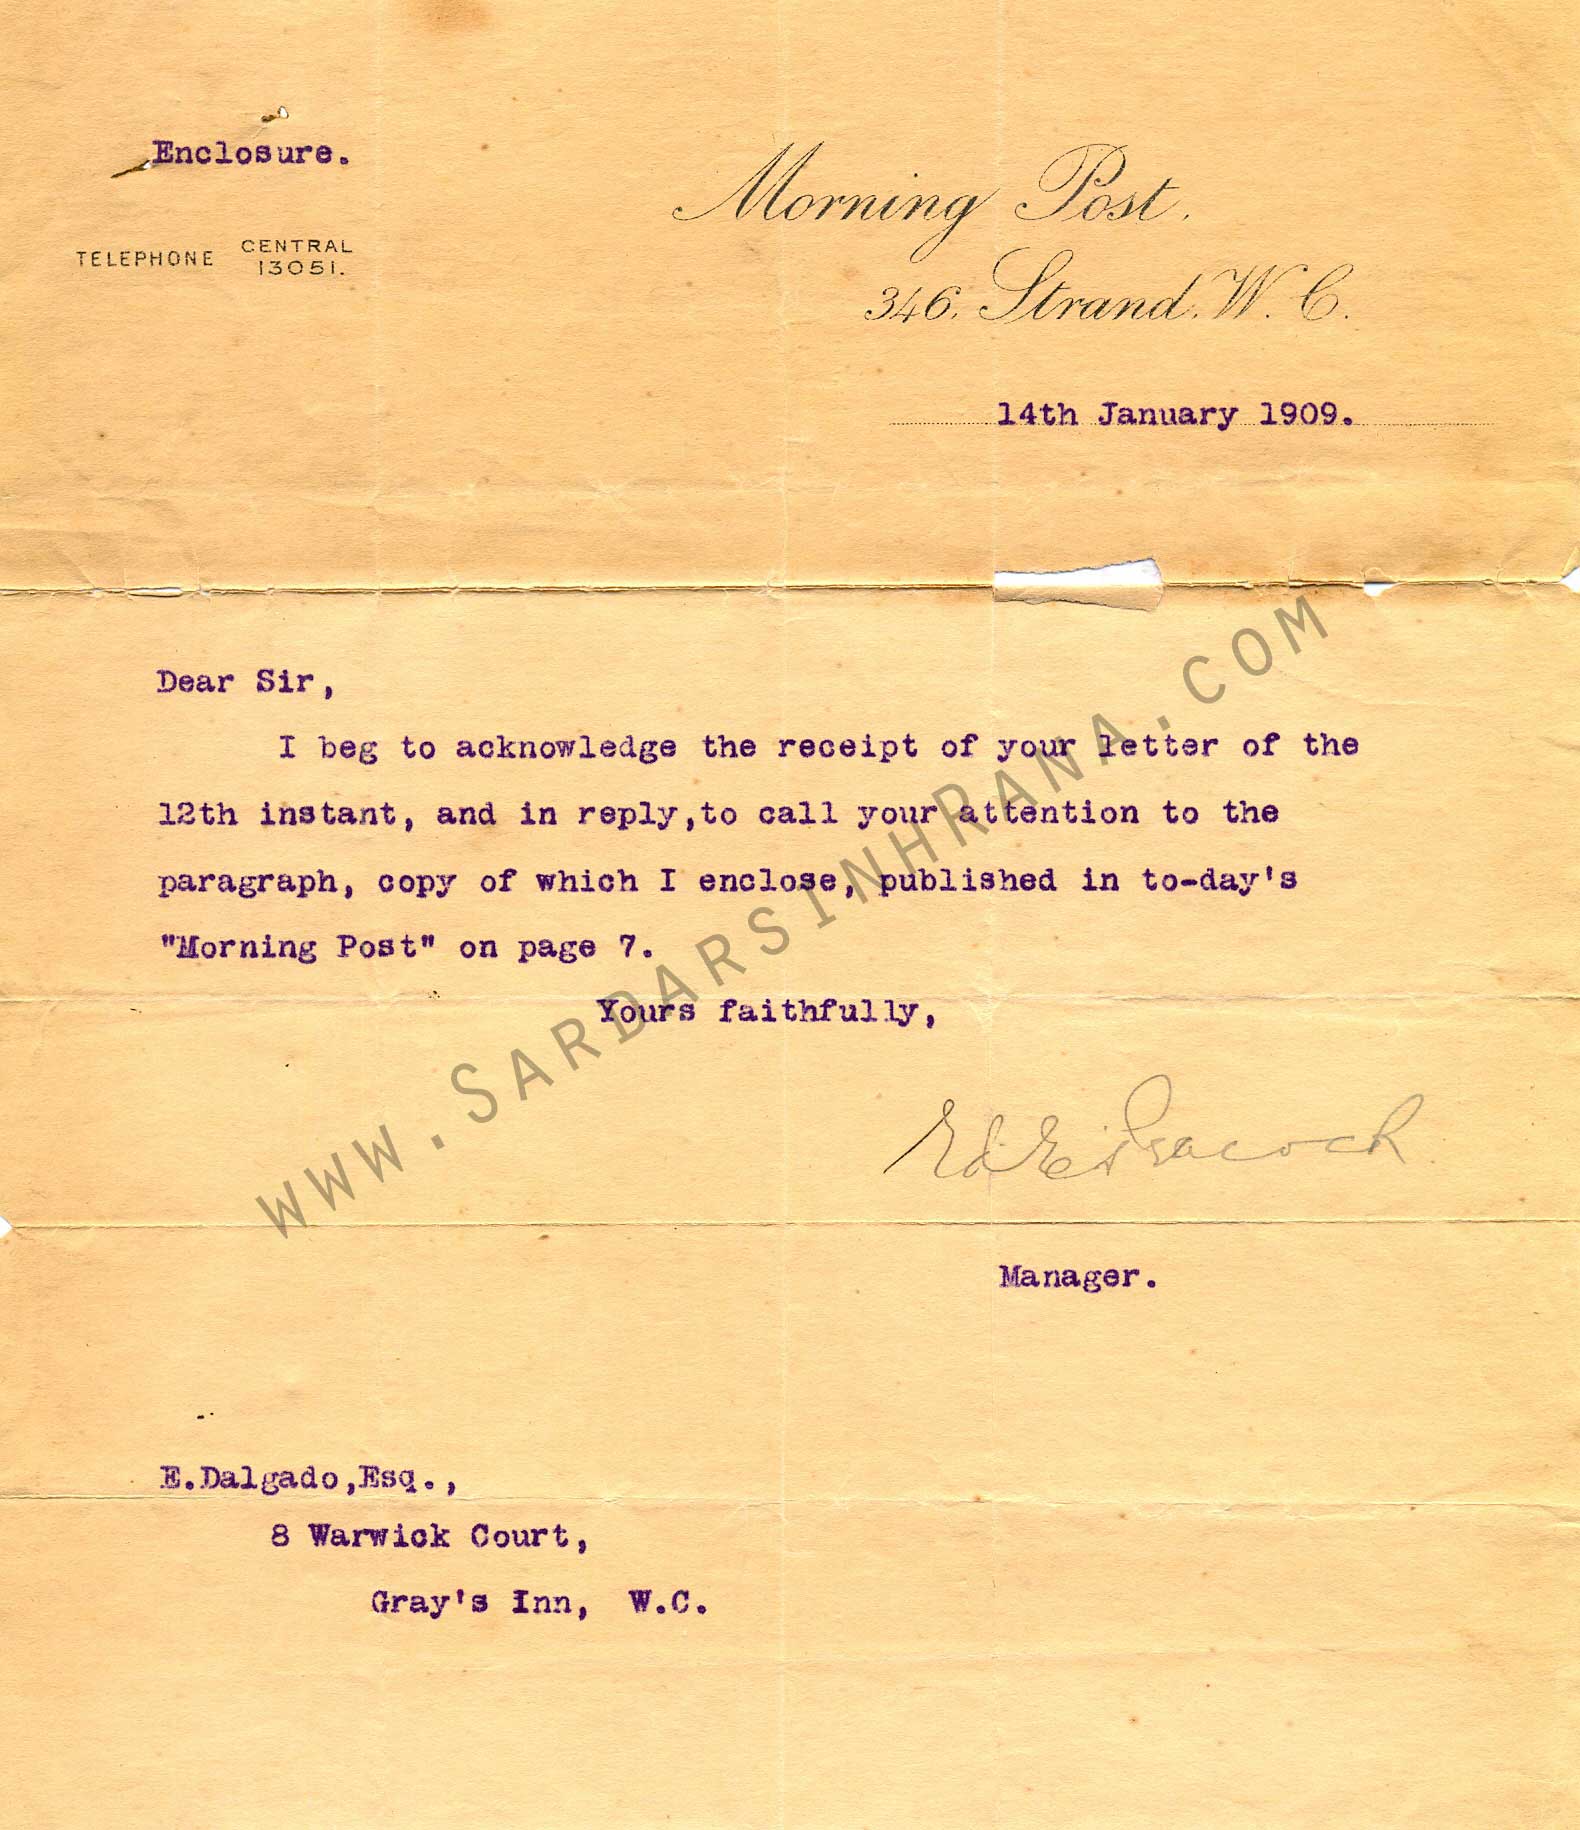 Enclosure.
Morning Post.
TELEPHONE CENTRAL
13051.
346. Strand. W. C.
14th January 1909.
Dear Sir,
I beg to acknowledge the receipt of your letter of the
12th instant, and in reply,to call your attention to the
paragraph, copy of which I enclose, published in to-day's
"Morning Post" on page 7.
Yours faithfully,
Peacock
Manager.
E.Dalgado,Esq.,
8 Warwick Court,
Gray's Inn, W.C.
www.SARDARSINHRANA.COM